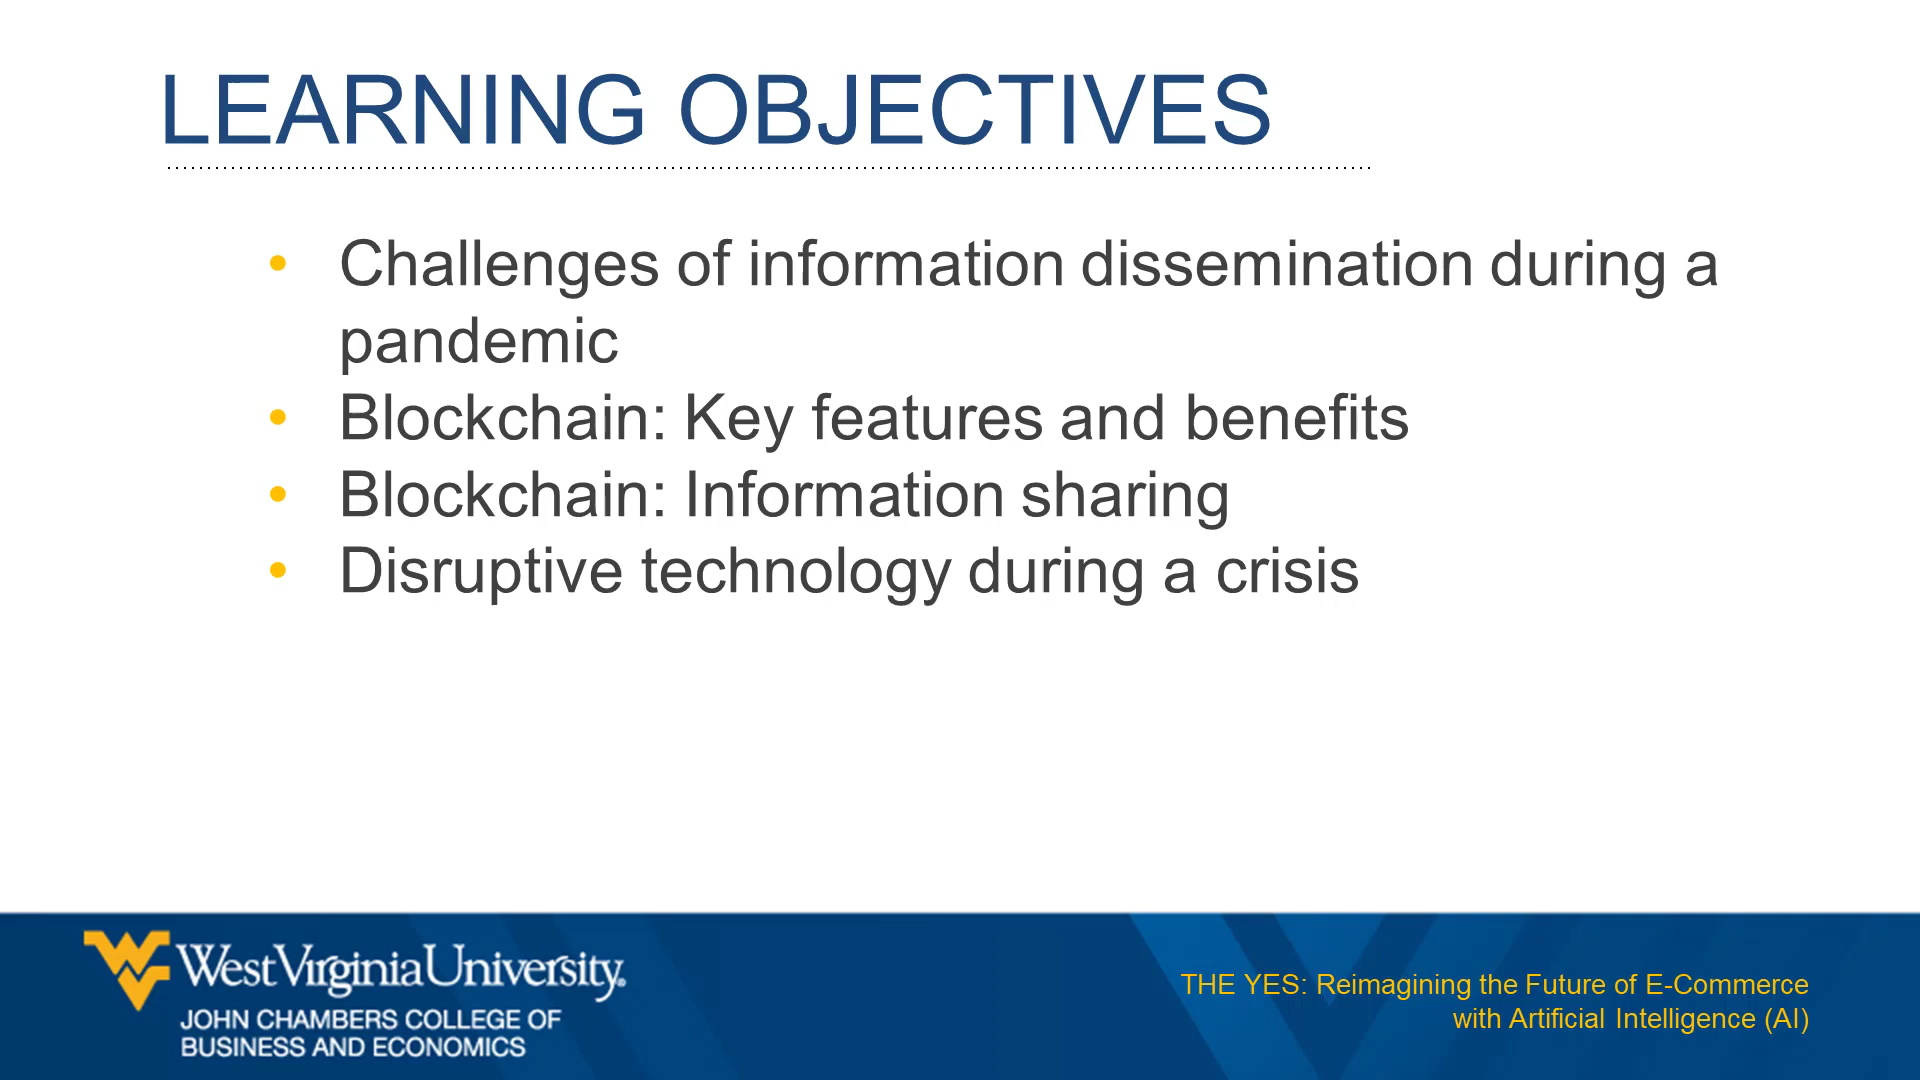 LEARNING OBJECTIVES
• Challenges of information dissemination during a
pandemic
• Blockchain: Key features and benefits
• Blockchain: Information sharing
• Disruptive technology during a crisis
West Virginia University®
JOHN CHAMBERS COLLEGE OF
BUSINESS AND ECONOMICS
THE YES: Reimagining the Future of E-Commerce
with Artificial Intelligence (AI)